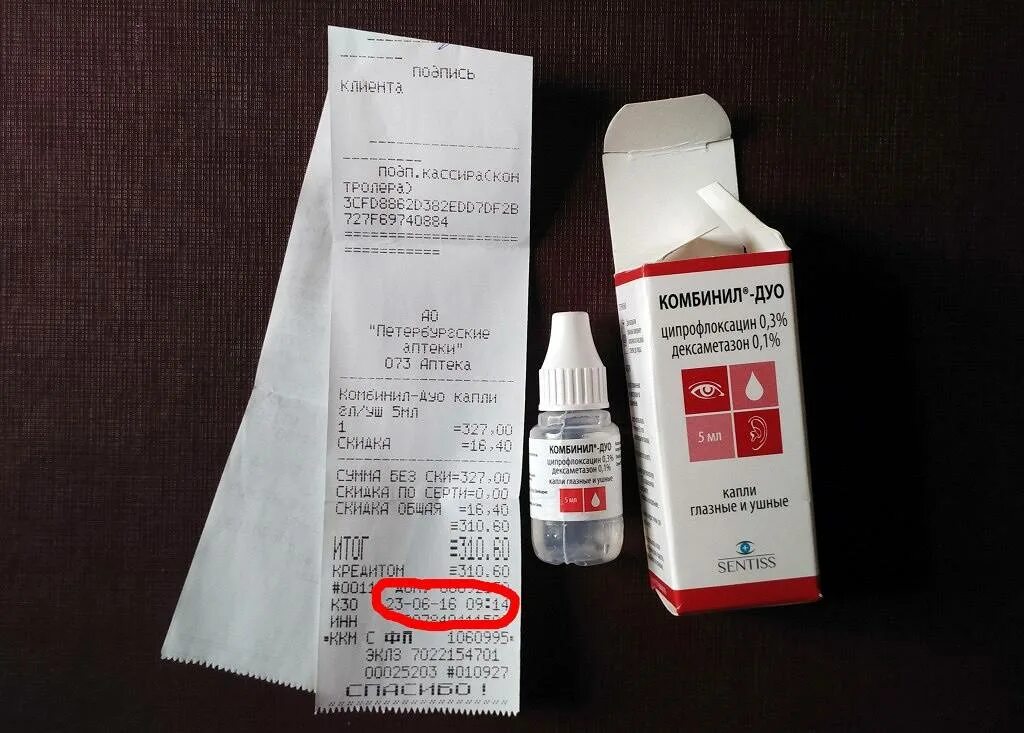 подпись
клиента
подп.кассира(кон
тролера)
3CFD8862D382EDD7DF2B
727F69740884
====================
===========
АО
"Петербургские
аптеки"
073 Аптека
Комбинил-Дуо капли
гл/уш 5мл
1 =327,00
СКИДКА =16,40
СУММА БЕЗ СКИ=327,00
СКИДКА ПО СЕРТИ=0,00
СКИДКА ОБЩАЯ =16,40
=310.60
ИТОГ =310.60
КРЕДИТОМ =310.60
#0011
К30 23-06-16 09:14
ИНН
*ККМ С ФП 1060995*
ЭКЛЗ 7022154701
00025203 #010927
СПАСИБО!
КОМБИНИЛ®-ДУО
ципрофлоксацин 0,3%
дексаметазон 0,1%
капли глазные и ушные
5 мл
КОМБИНИЛ®-ДУО
ципрофлоксацин 0,3%
дексаметазон 0,1%
5 мл
капли
глазные и ушные
SENTISS